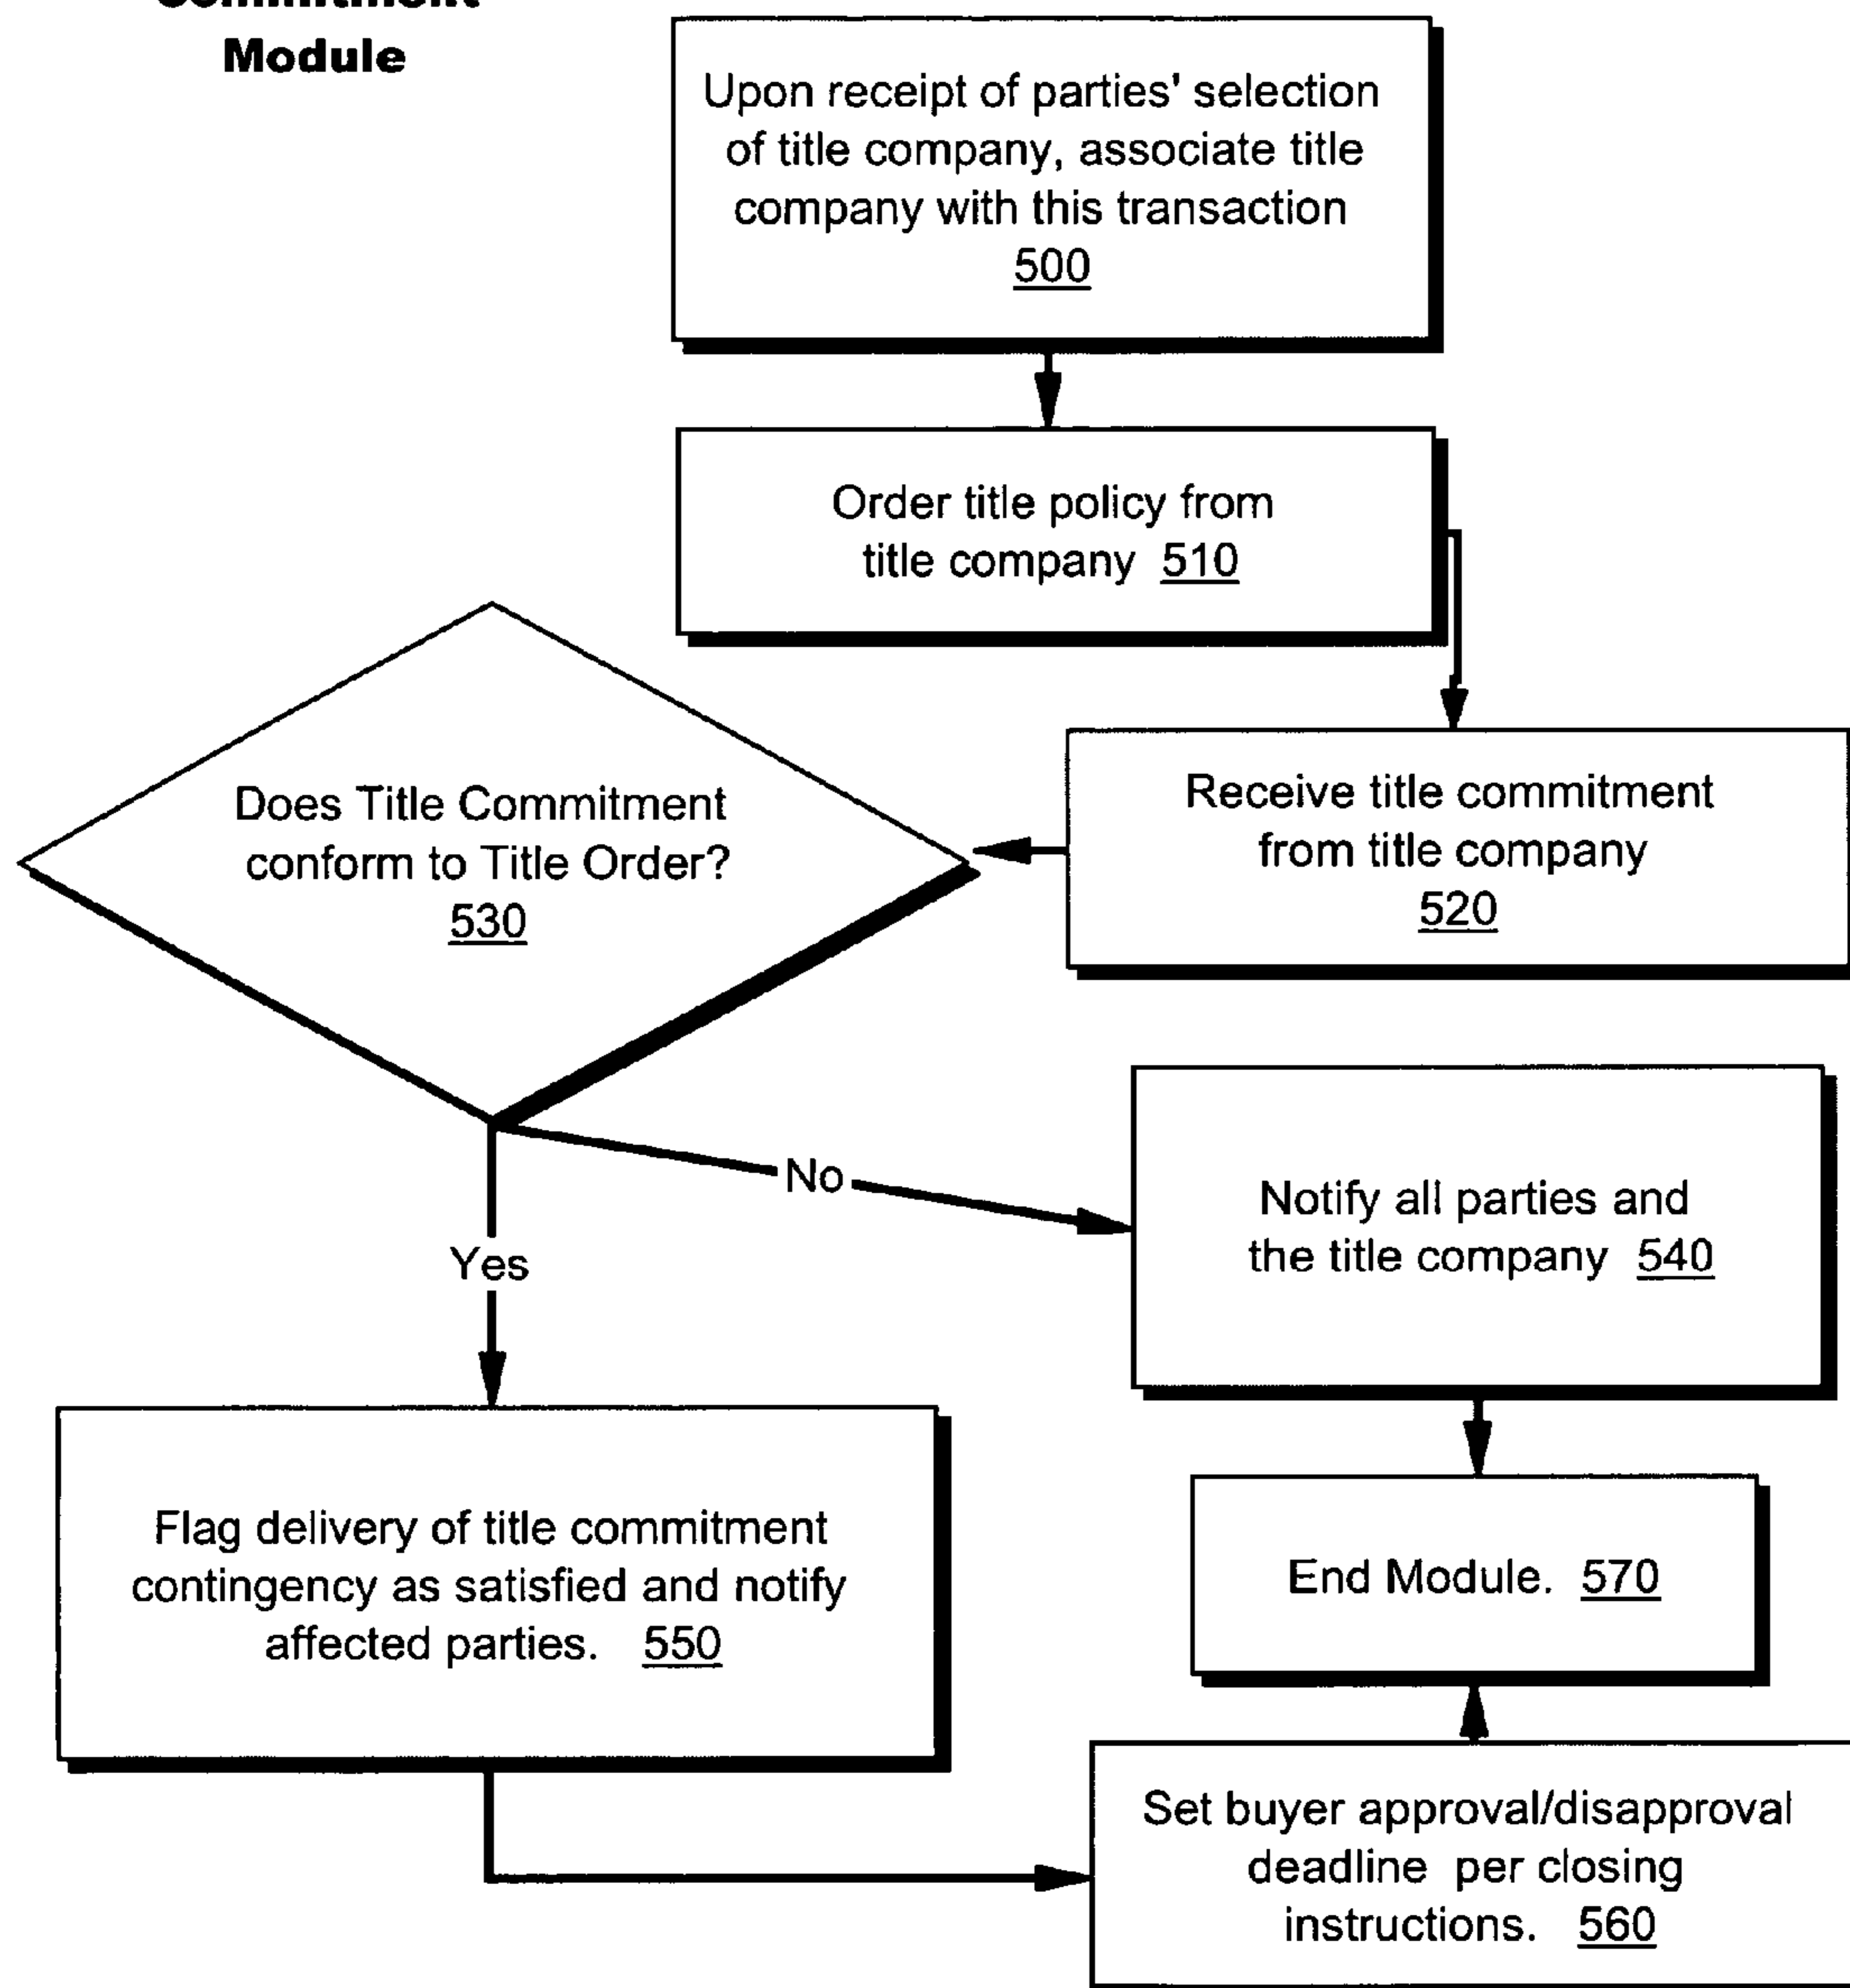 Commitment
Module
Upon receipt of parties' selection
of title company, associate title
company with this transaction
500
Order title policy from
title company 510
Does Title Commitment
conform to Title Order?
530
Receive title commitment
from title company
520
No
Notify all parties and
the title company 540
Yes
Flag delivery of title commitment
contingency as satisfied and notify
affected parties. 550
End Module. 570
Set buyer approval/disapproval
deadline per closing
instructions. 560